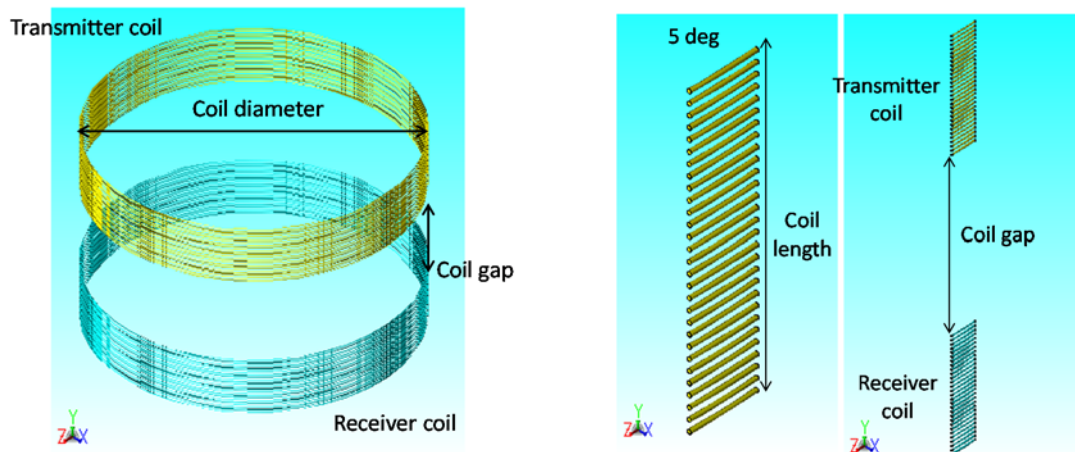 Transmitter coil
Coil diameter
Coil gap
Receiver coil
Y
Z
X
5 deg
Coil
length
Y
Z
X
Transmitter
coil
Coil gap
Receiver
coil
Y
Z
X